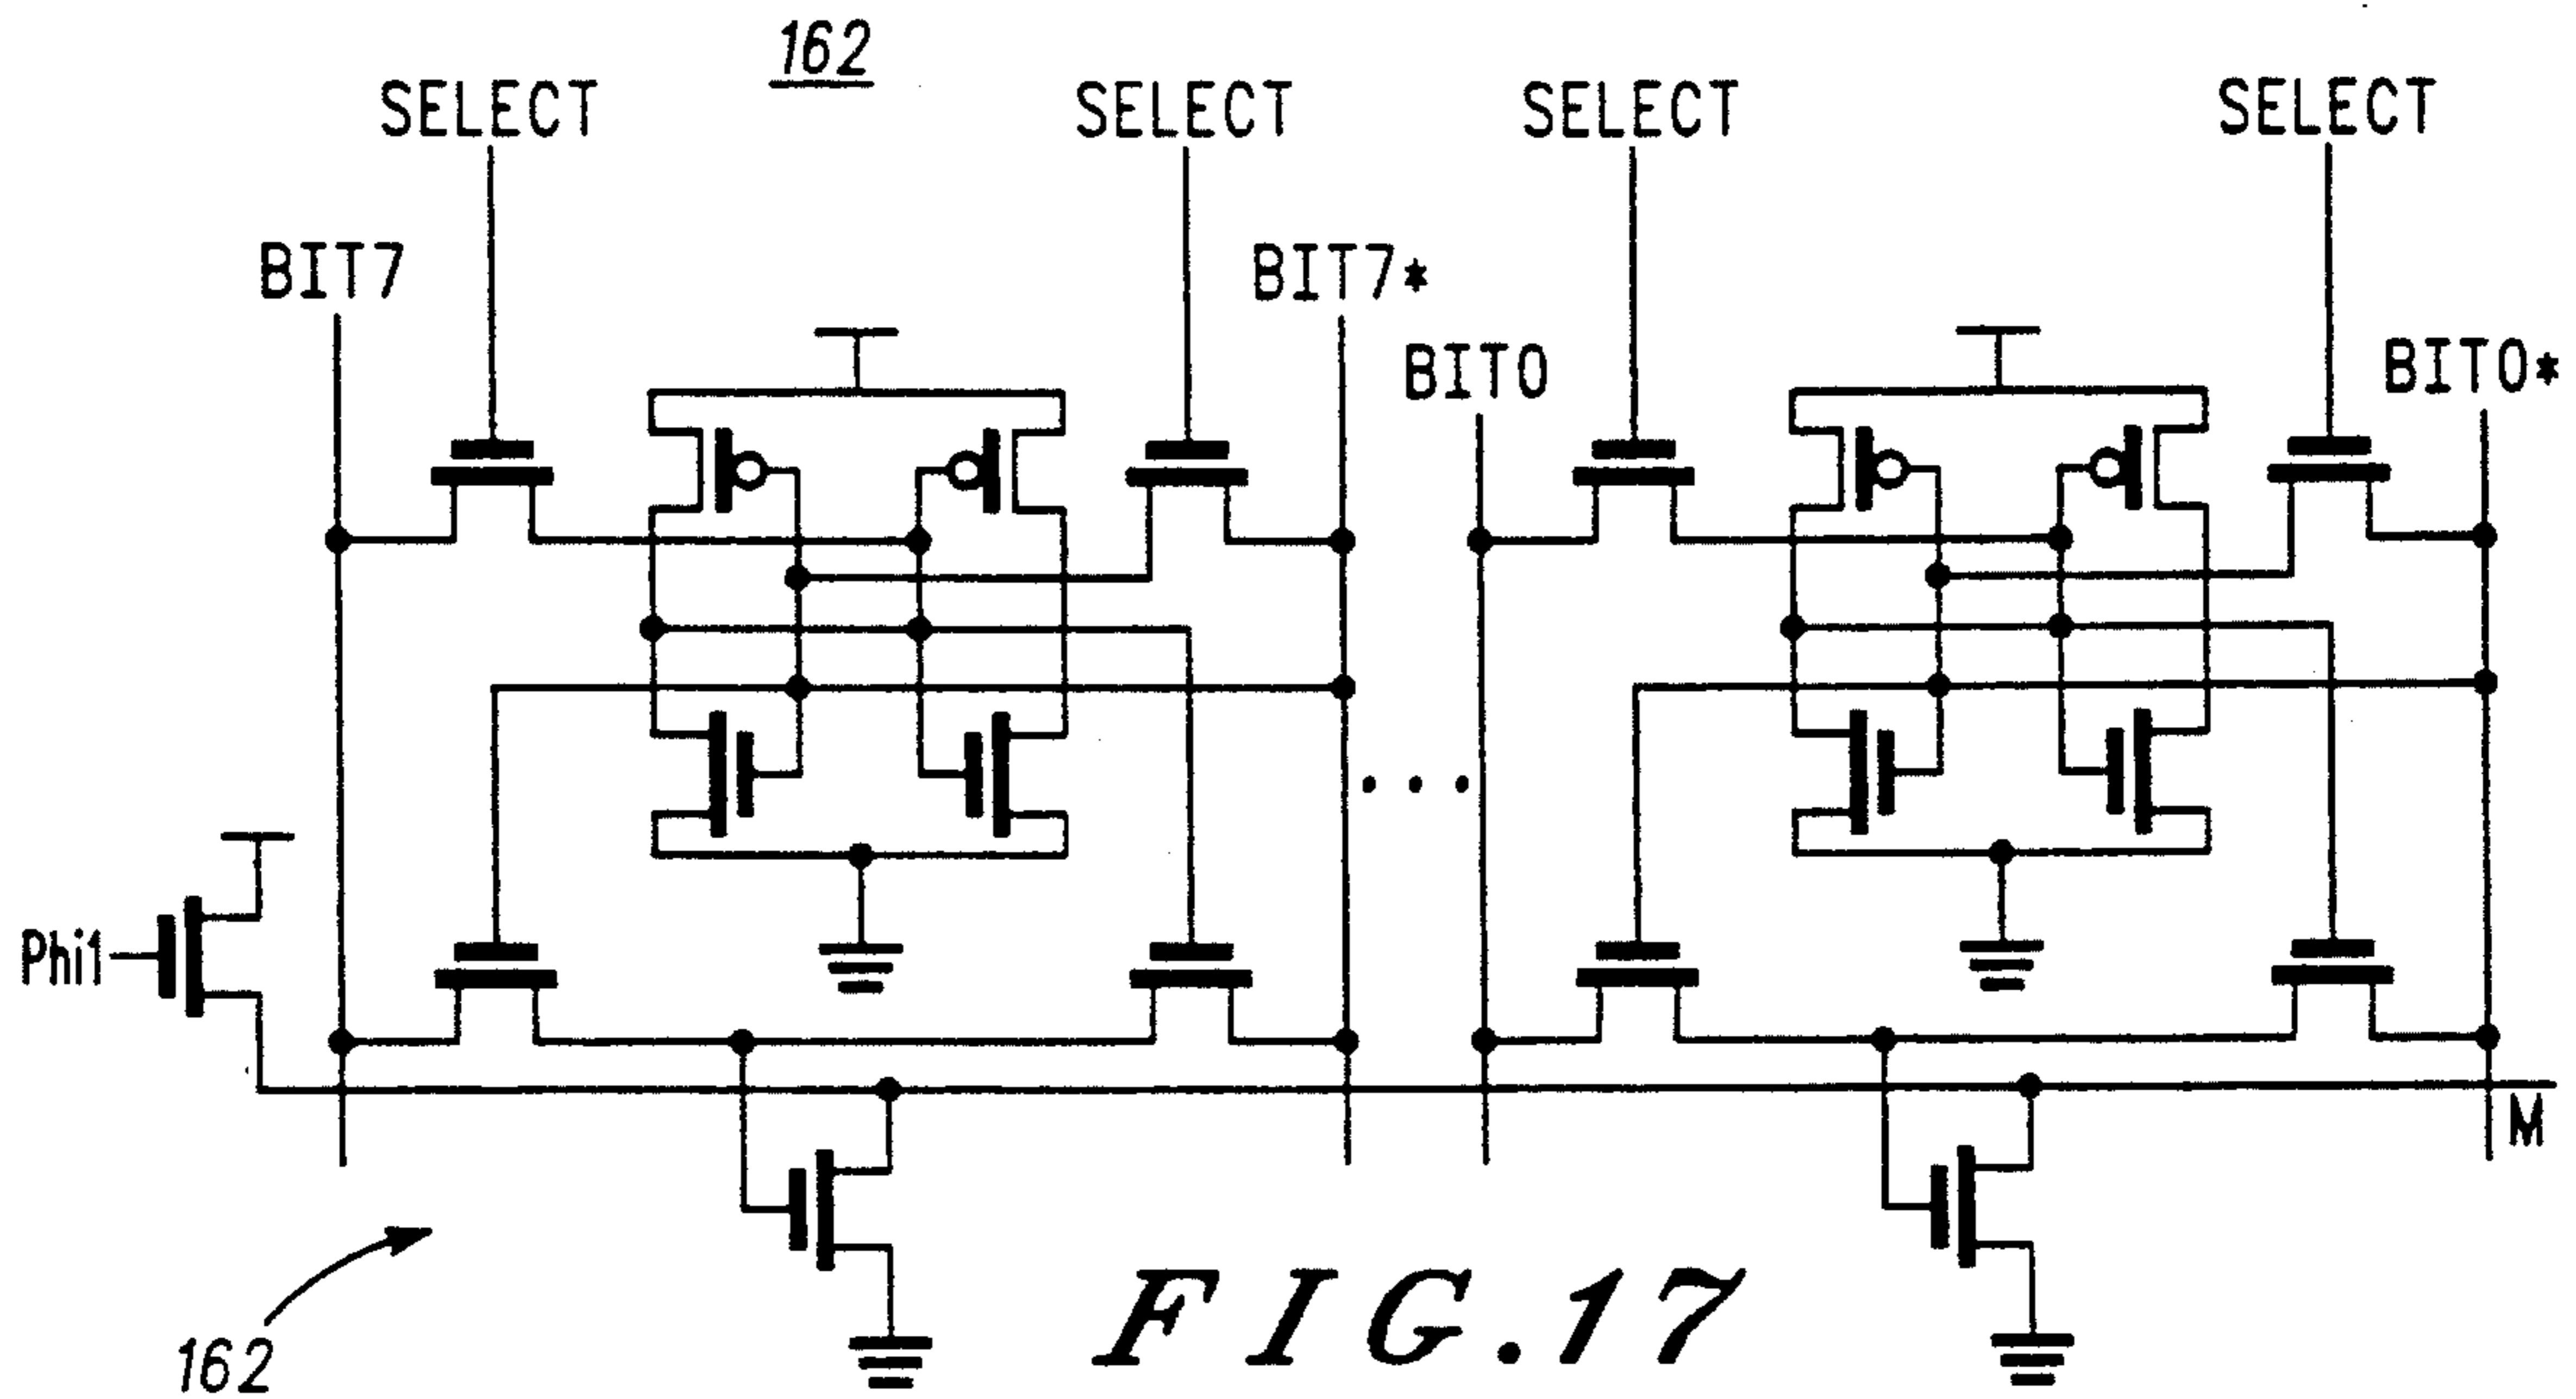 162
SELECT SELECT SELECT SELECT
BIT7 BIT7* BIT0 BIT0*
. . .
Phi1
M
162
FIG.17